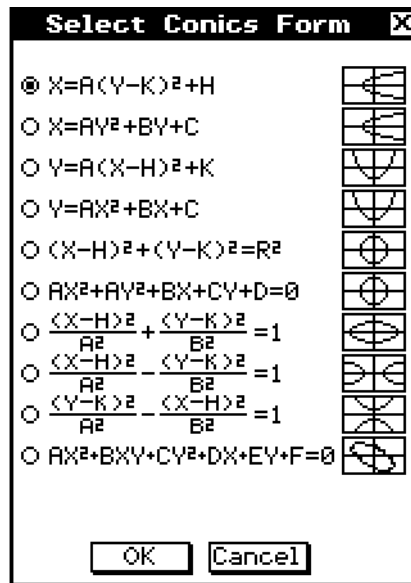 Select Conics Form
X=A(Y-K)²+H
X=AY²+BY+C
Y=A(X-H)²+K
Y=AX²+BX+C
(X-H)²+(Y-K)²=R²
AX²+AY²+BX+CY+D=0
(X-H)²/A²+(Y-K)²/B²=1
(X-H)²/A²-(Y-K)²/B²=1
(Y-K)²/A²-(X-H)²/B²=1
AX²+BXY+CY²+DX+EY+F=0
OK Cancel